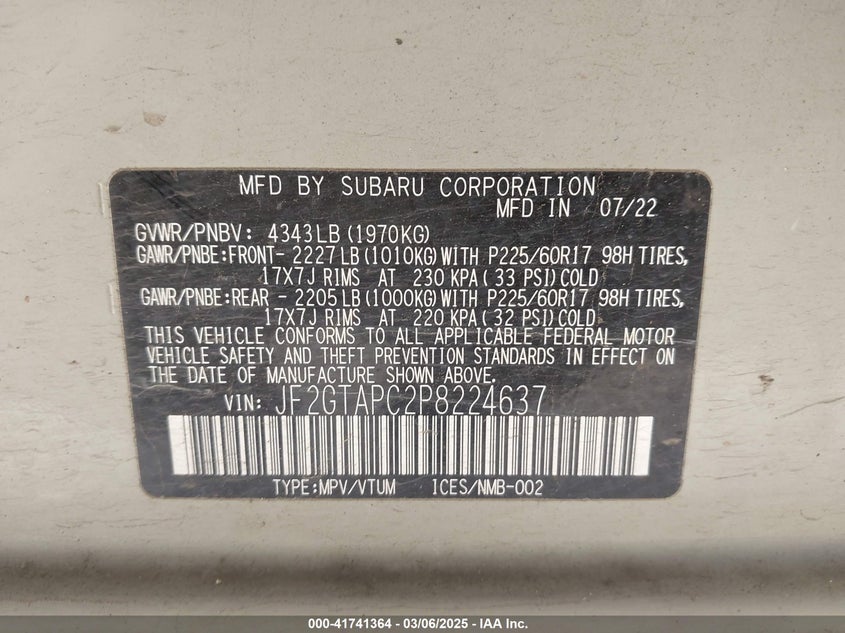 MFD BY SUBARU CORPORATION
MFD IN 07/22
GVWR/PNBV: 4343LB (1970KG)
GAWR/PNBE:FRONT- 2227LB (1010KG) WITH P225/60R17 98H TIRES,
17X7J RIMS AT 230 KPA( 33 PSI) COLD
GAWR/PNBE:REAR - 2205LB (1000KG) WITH P225/60R17 98H TIRES,
17X7J RIMS AT 220 KPA( 32 PSI) COLD
THIS VEHICLE CONFORMS TO ALL APPLICABLE FEDERAL MOTOR
VEHICLE SAFETY AND THEFT PREVENTION STANDARDS IN EFFECT ON
THE DATE OF MANUFACTURE SHOWN ABOVE.
VIN: JF2GTAPC2P8224637
TYPE:MPV/VTUM ICES/NMB-002
000-41741364 - 03/06/2025 - IAA Inc.